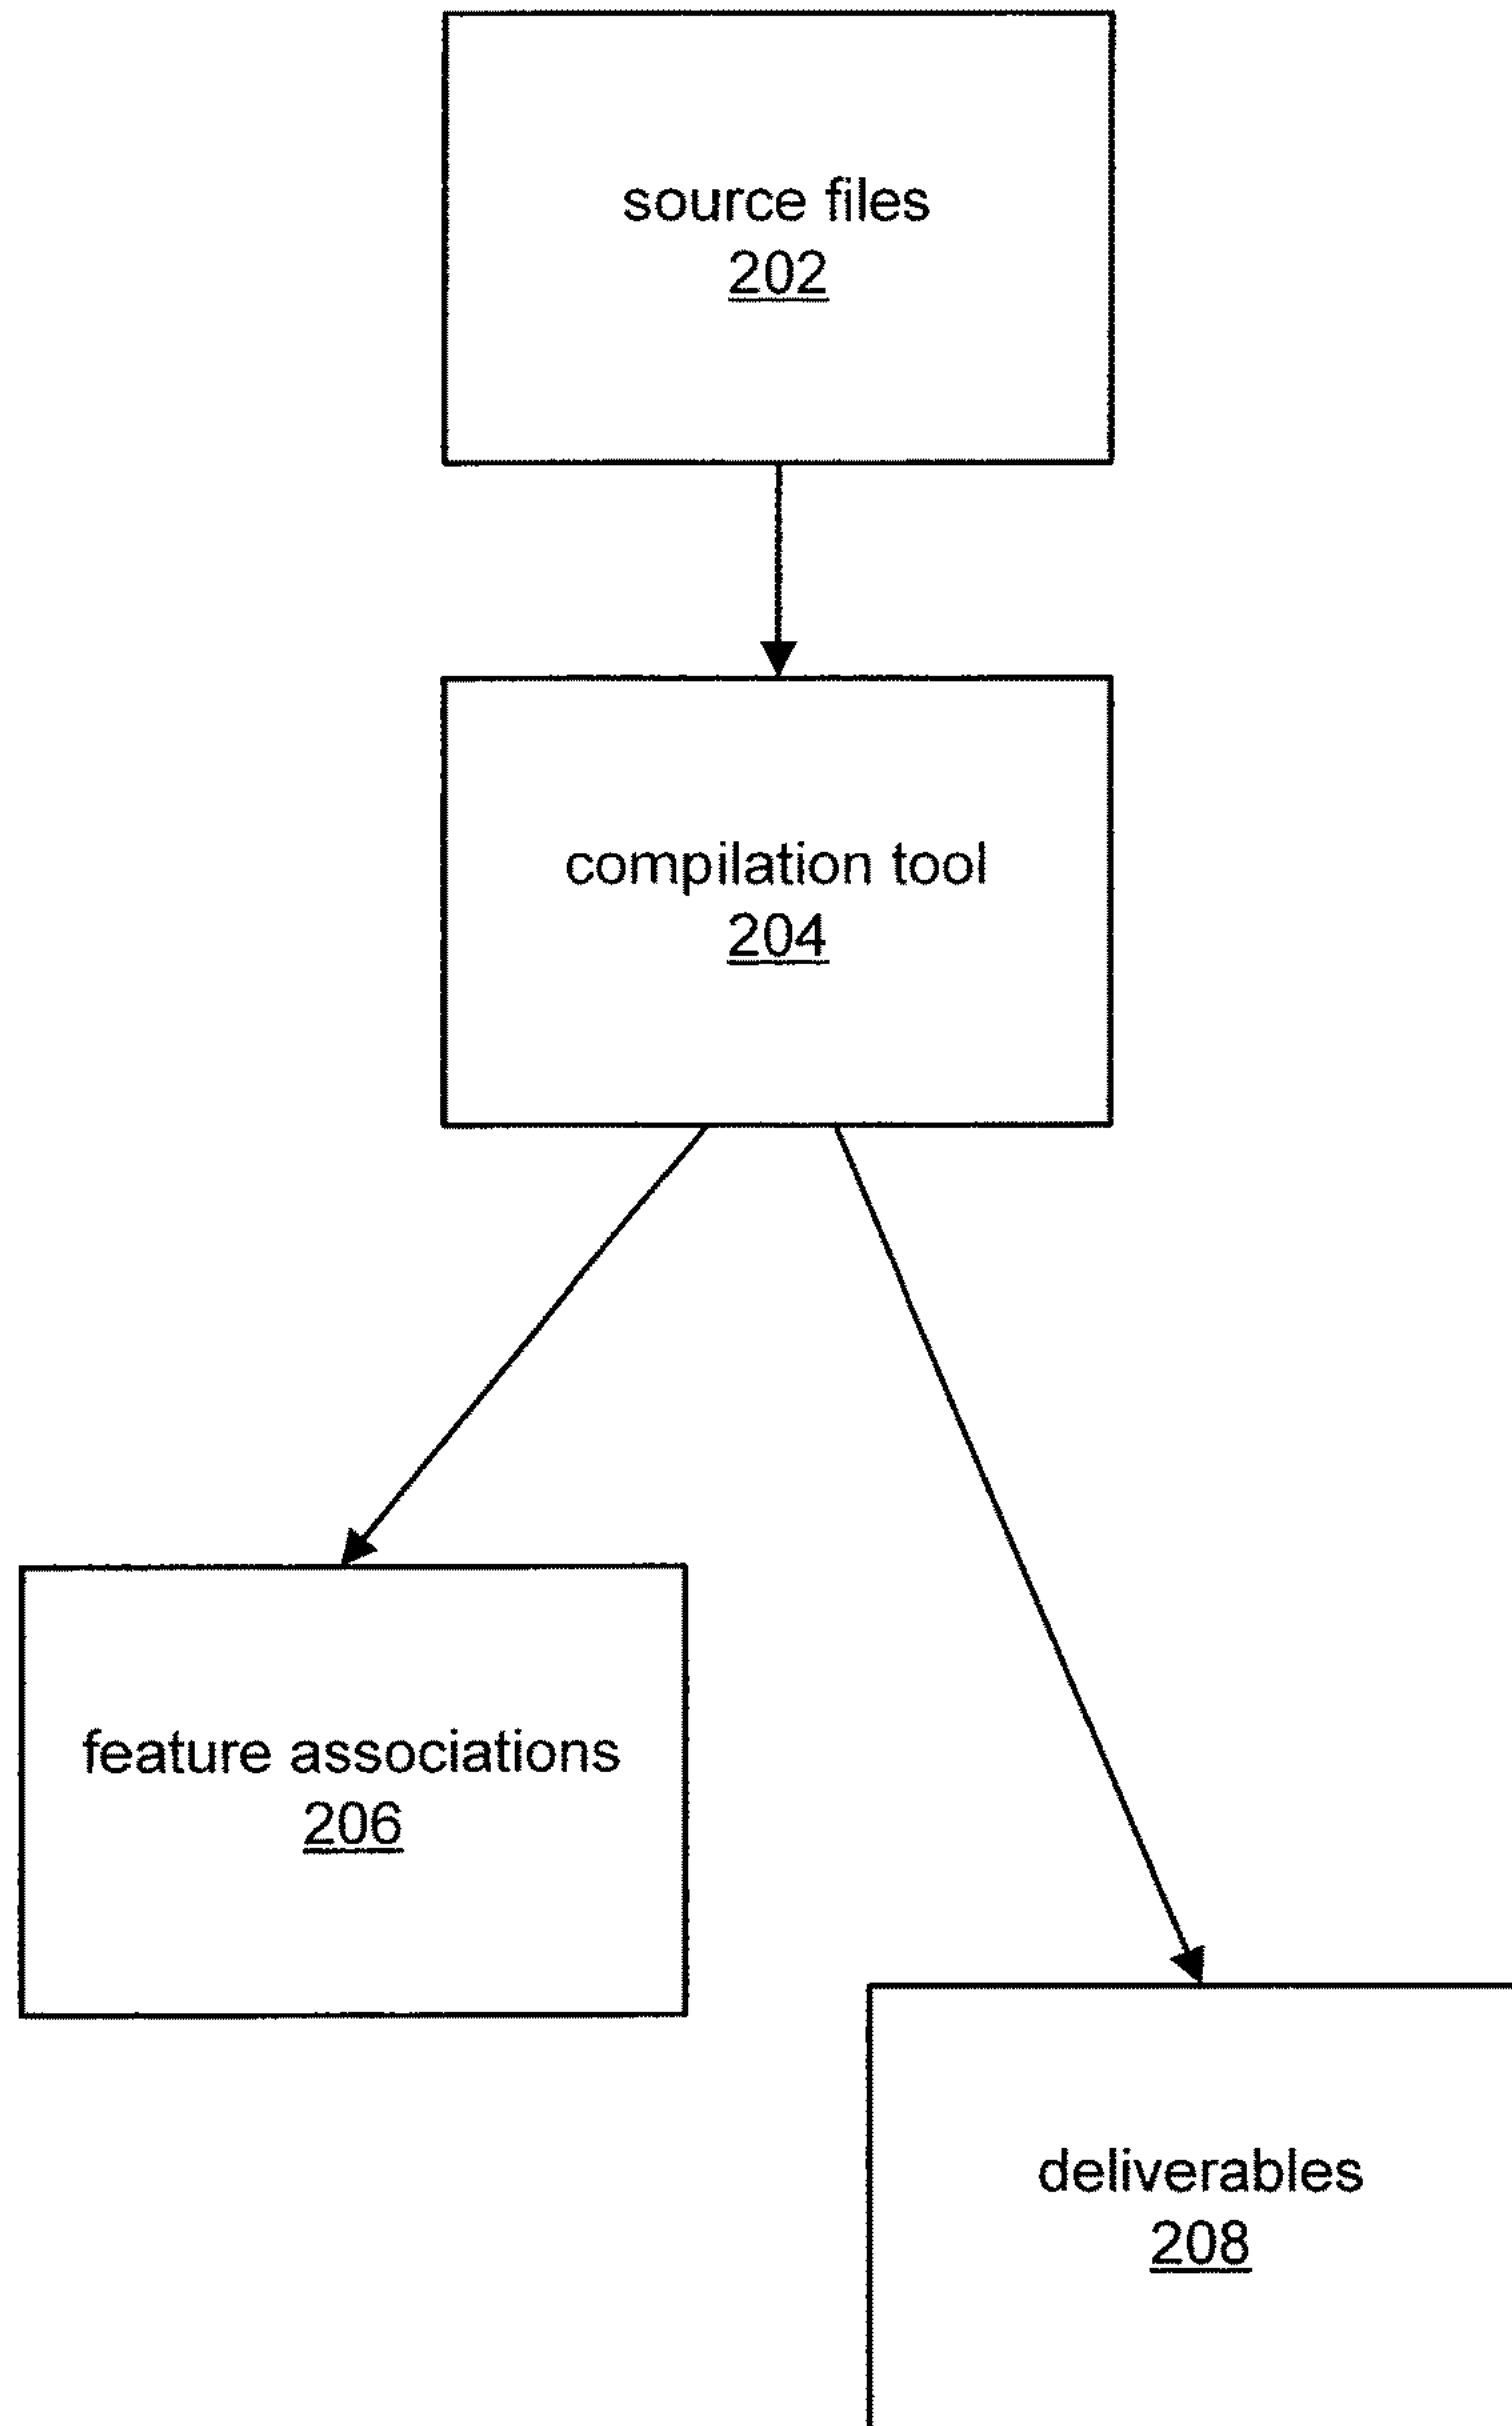 source files
202
compilation tool
204
feature associations
206
deliverables
208